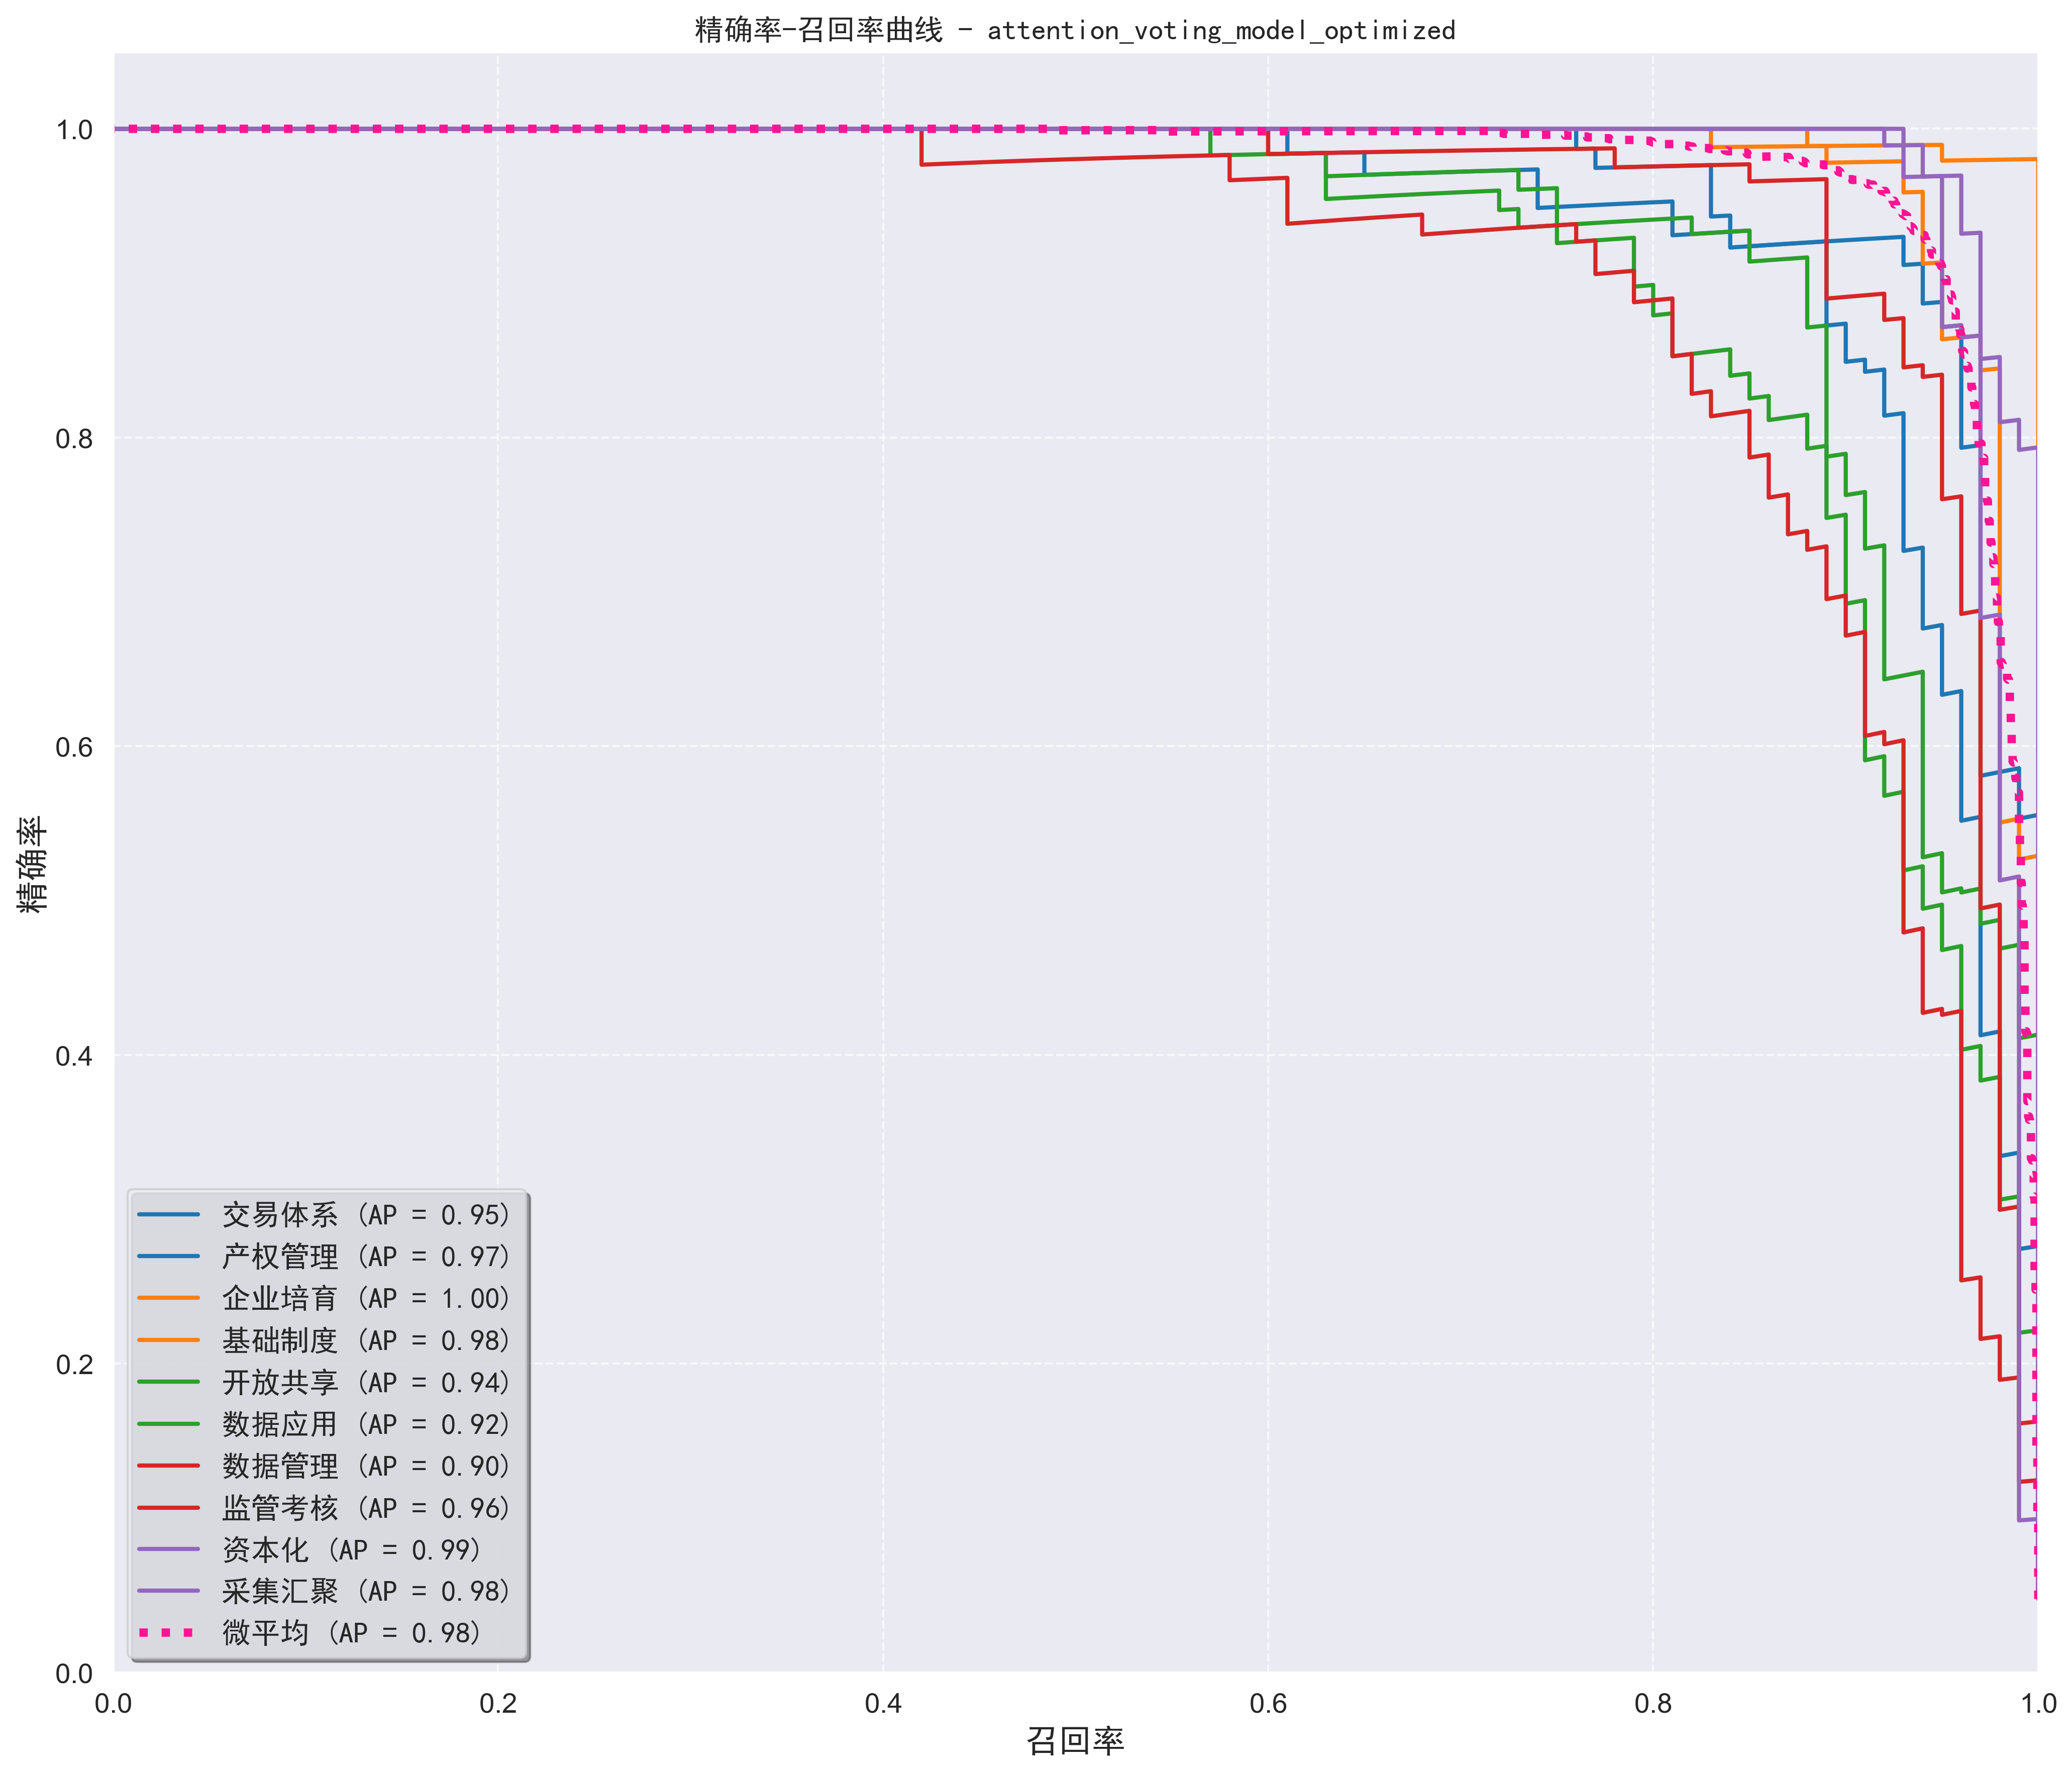 精确率-召回率曲线 - attention_voting_model_optimized
1.0
0.8
0.6
0.4
0.2
0.0
精确率
交易体系 (AP = 0.95)
产权管理 (AP = 0.97)
企业培育 (AP = 1.00)
基础制度 (AP = 0.98)
开放共享 (AP = 0.94)
数据应用 (AP = 0.92)
数据管理 (AP = 0.90)
监管考核 (AP = 0.96)
资本化 (AP = 0.99)
采集汇聚 (AP = 0.98)
微平均 (AP = 0.98)
0.0 0.2 0.4 0.6 0.8 1.0
召回率